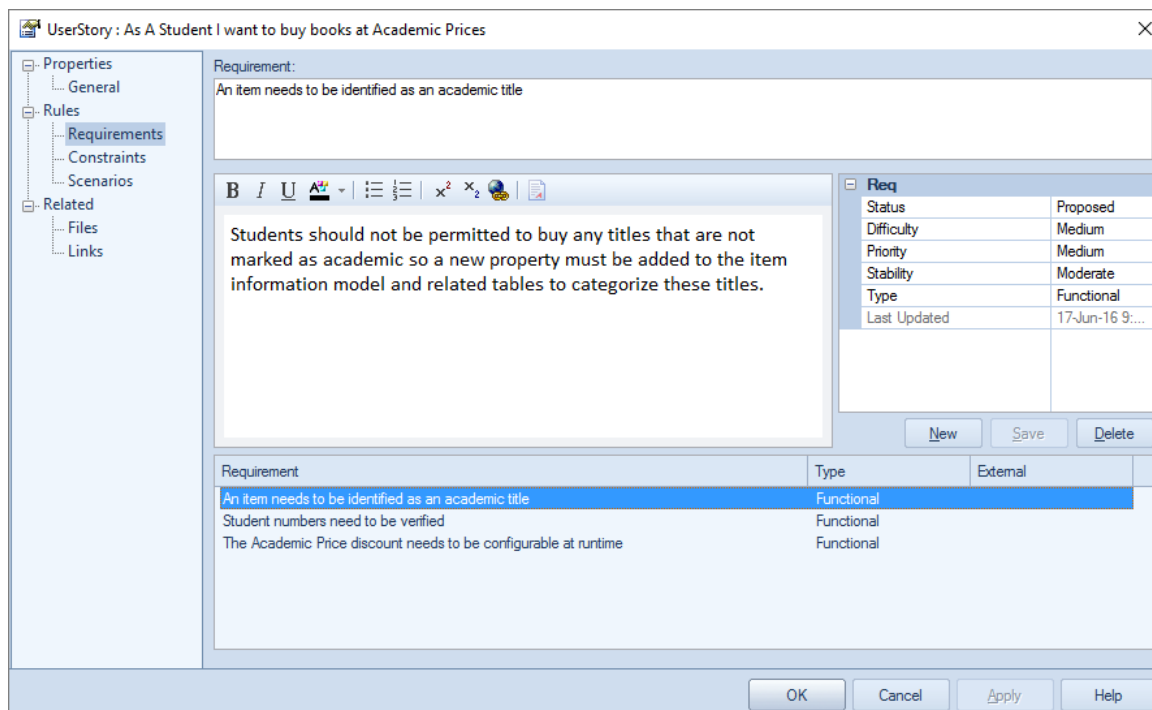 UserStory : As A Student I want to buy books at Academic Prices
Properties
General
Rules
Requirements
Constraints
Scenarios
Related
Files
Links
Requirement:
An item needs to be identified as an academic title
B I U A x² x₂
Students should not be permitted to buy any titles that are not
marked as academic so a new property must be added to the item
information model and related tables to categorize these titles.
Req
Status Proposed
Difficulty Medium
Priority Medium
Stability Moderate
Type Functional
Last Updated 17-Jun-16 9:...
New Save Delete
Requirement Type External
An item needs to be identified as an academic title Functional
Student numbers need to be verified Functional
The Academic Price discount needs to be configurable at runtime Functional
OK Cancel Apply Help